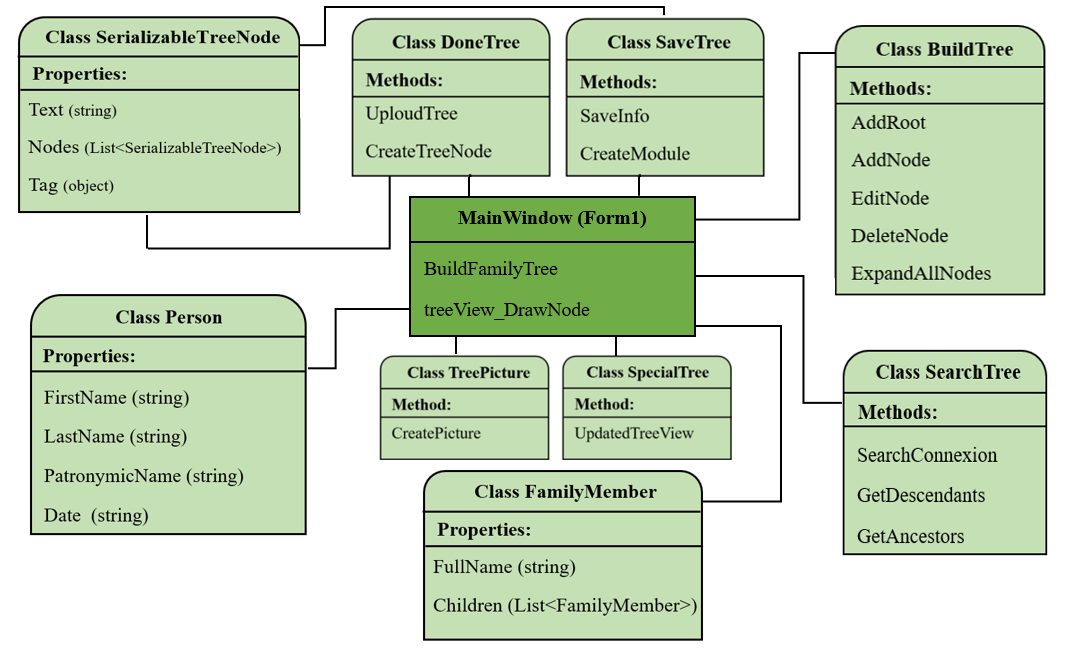 Class SerializableTreeNode
Properties:
Text (string)
Nodes (List<SerializableTreeNode>)
Tag (object)
Class DoneTree
Methods:
UploudTree
CreateTreeNode
Class SaveTree
Methods:
SaveInfo
CreateModule
Class BuildTree
Methods:
AddRoot
AddNode
EditNode
DeleteNode
ExpandAllNodes
MainWindow (Form1)
BuildFamilyTree
treeView_DrawNode
Class Person
Properties:
FirstName (string)
LastName (string)
PatronymicName (string)
Date (string)
Class TreePicture
Method:
CreatePicture
Class SpecialTree
Method:
UpdatedTreeView
Class SearchTree
Methods:
SearchConnexion
GetDescendants
GetAncestors
Class FamilyMember
Properties:
FullName (string)
Children (List<FamilyMember>)